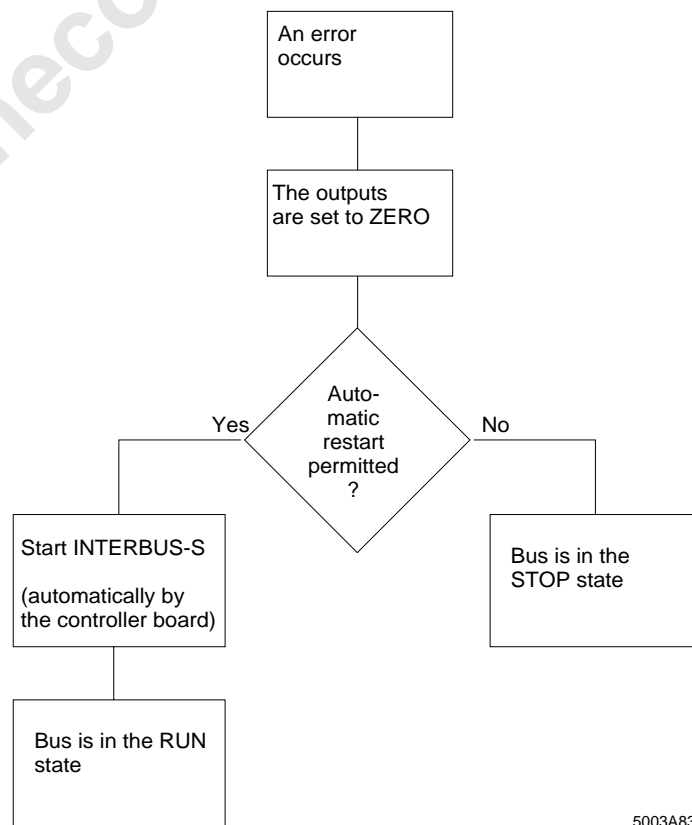 An error
occurs
The outputs
are set to ZERO
Auto-
matic
restart
permitted
?
Yes
No
Start INTERBUS-S
(automatically by
the controller board)
Bus is in the
STOP state
Bus is in the RUN
state
5003A83